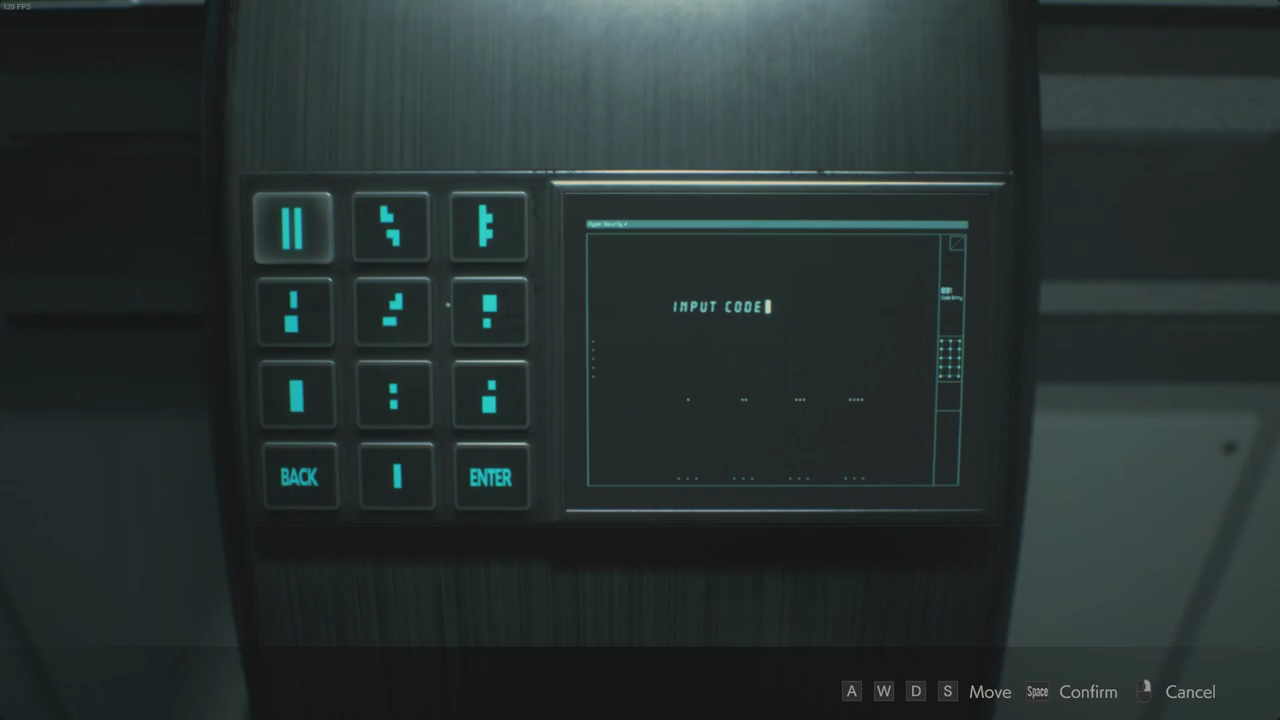 120 FPS
INPUT CODE
BACK
ENTER
A W D S Move Space Confirm Cancel